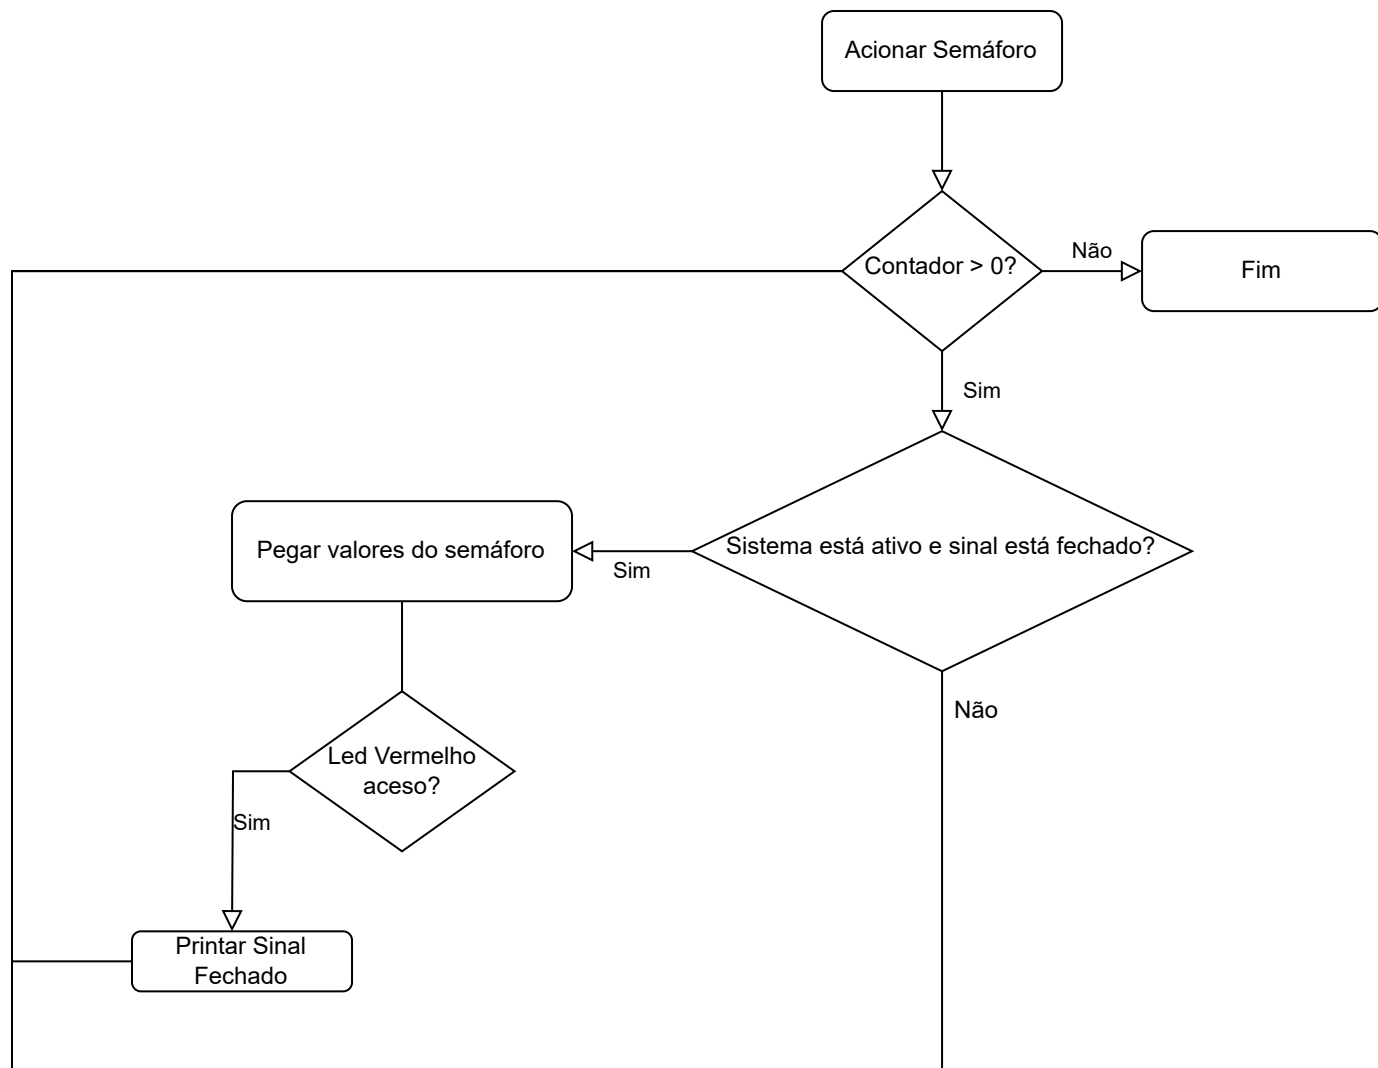 Acionar Semáforo
Contador > 0?
Não
Fim
Sim
Sistema está ativo e sinal está fechado?
Sim
Pegar valores do semáforo
Não
Led Vermelho
aceso?
Sim
Printar Sinal
Fechado